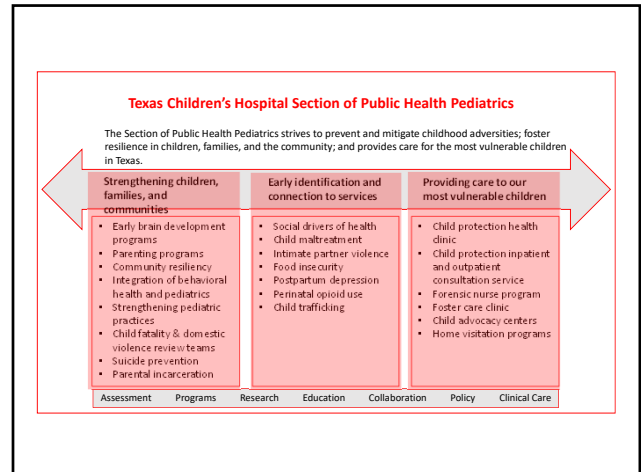 Texas Children's Hospital Section of Public Health Pediatrics
The Section of Public Health Pediatrics strives to prevent and mitigate childhood adversities; foster
resilience in children, families, and the community; and provides care for the most vulnerable children
in Texas.
Strengthening children,
families, and
communities
▪ Early brain development
programs
▪ Parenting programs
▪ Community resiliency
▪ Integration of behavioral
health and pediatrics
▪ Strengthening pediatric
practices
▪ Child fatality & domestic
violence review teams
▪ Suicide prevention
▪ Parental incarceration
Early identification and
connection to services
▪ Social drivers of health
▪ Child maltreatment
▪ Intimate partner violence
▪ Food insecurity
▪ Postpartum depression
▪ Perinatal opioid use
▪ Child trafficking
Providing care to our
most vulnerable children
▪ Child protection health
clinic
▪ Child protection inpatient
and outpatient
consultation service
▪ Forensic nurse program
▪ Foster care clinic
▪ Child advocacy centers
▪ Home visitation programs
Assessment Programs Research Education Collaboration Policy Clinical Care